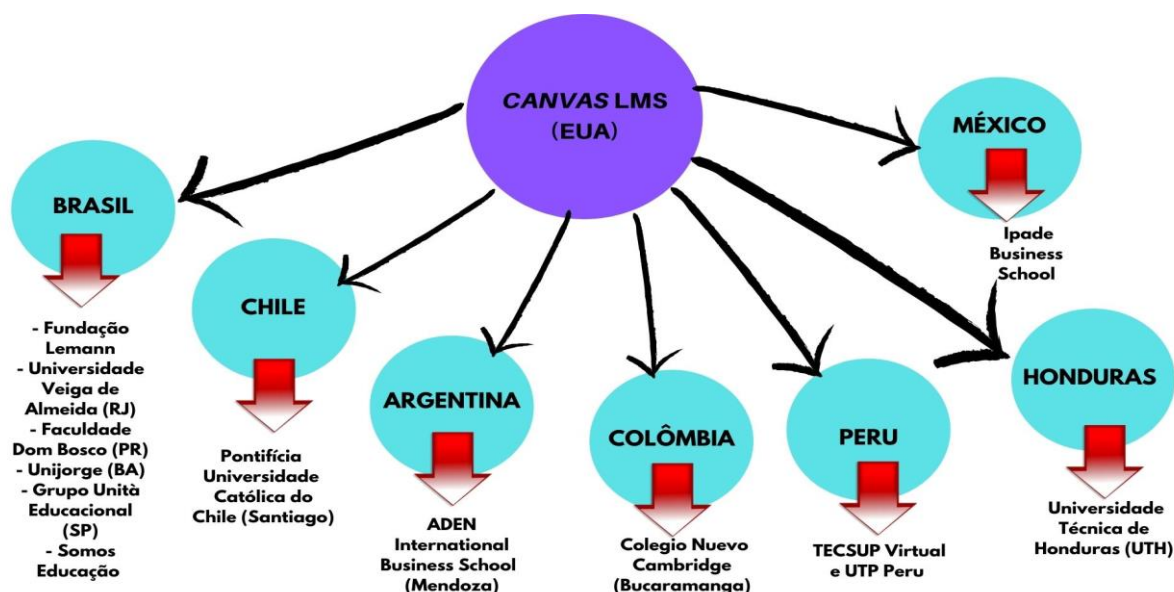 CANVAS LMS
(EUA)
BRASIL
- Fundação
Lemann
- Universidade
Veiga de
Almeida (RJ)
- Faculdade
Dom Bosco (PR)
- Unijorge (BA)
- Grupo Unità
Educacional
(SP)
- Somos
Educação
CHILE
Pontifícia
Universidade
Católica do
Chile (Santiago)
ARGENTINA
ADEN
International
Business School
(Mendoza)
COLÔMBIA
Colegio Nuevo
Cambridge
(Bucaramanga)
PERU
TECSUP Virtual
e UTP Peru
HONDURAS
Universidade
Técnica de
Honduras (UTH)
MÉXICO
Ipade
Business
School